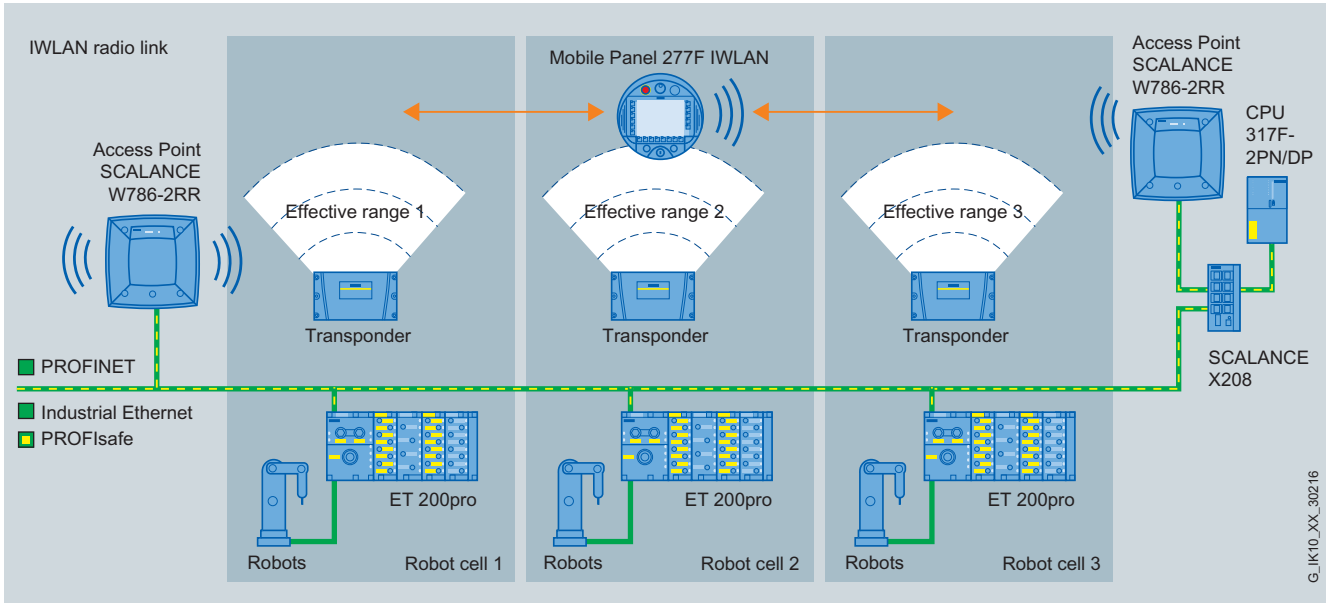 IWLAN radio link
Mobile Panel 277F IWLAN
Access Point
SCALANCE
W786-2RR
CPU
317F-
2PN/DP
Access Point
SCALANCE
W786-2RR
Effective range 1
Effective range 2
Effective range 3
Transponder
Transponder
Transponder
SCALANCE
X208
PROFINET
Industrial Ethernet
PROFIsafe
ET 200pro
ET 200pro
ET 200pro
Robots
Robot cell 1
Robots
Robot cell 2
Robots
Robot cell 3
G_IK10_XX_30216